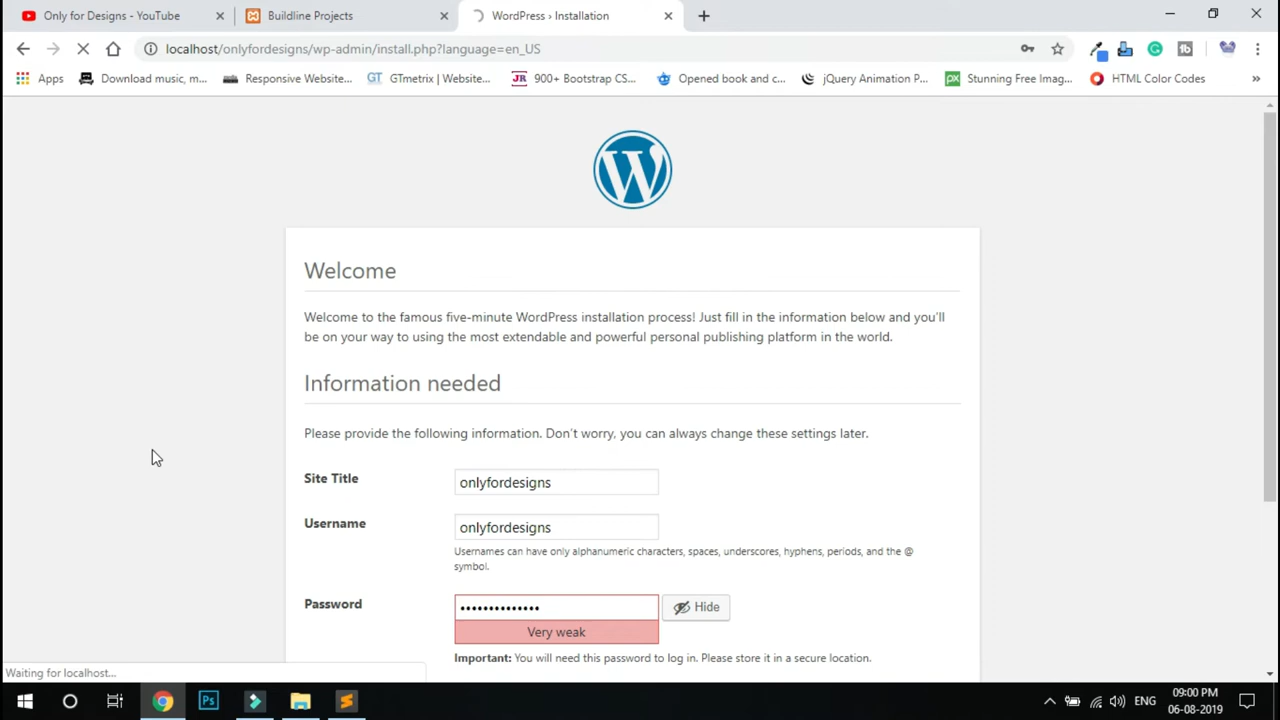 Only for Designs - YouTube
Buildline Projects
WordPress › Installation
localhost/onlyfordesigns/wp-admin/install.php?language=en_US
Apps
Download music, m...
Responsive Website...
GT
GTmetrix | Website...
JR
900+ Bootstrap CS...
Opened book and c...
jQuery Animation P...
px
Stunning Free Imag...
HTML Color Codes
»
W
Welcome
Welcome to the famous five-minute WordPress installation process! Just fill in the information below and you’ll
be on your way to using the most extendable and powerful personal publishing platform in the world.
Information needed
Please provide the following information. Don’t worry, you can always change these settings later.
Site Title
onlyfordesigns
Username
onlyfordesigns
Usernames can have only alphanumeric characters, spaces, underscores, hyphens, periods, and the @
symbol.
Password
••••••••••••••
Hide
Very weak
Important: You will need this password to log in. Please store it in a secure location.
Waiting for localhost...
Ps
ENG
09:00 PM
06-08-2019